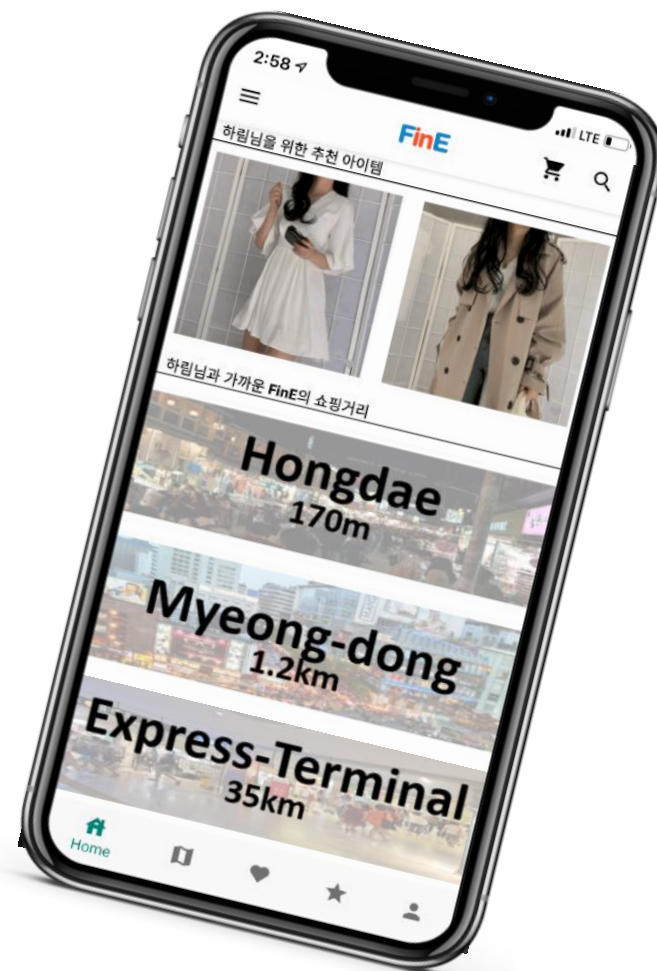 2:58
LTE
FinE
하림님을 위한 추천 아이템
하림님과 가까운 FinE의 쇼핑거리
Hongdae
170m
Myeong-dong
1.2km
Express-Terminal
35km
Home